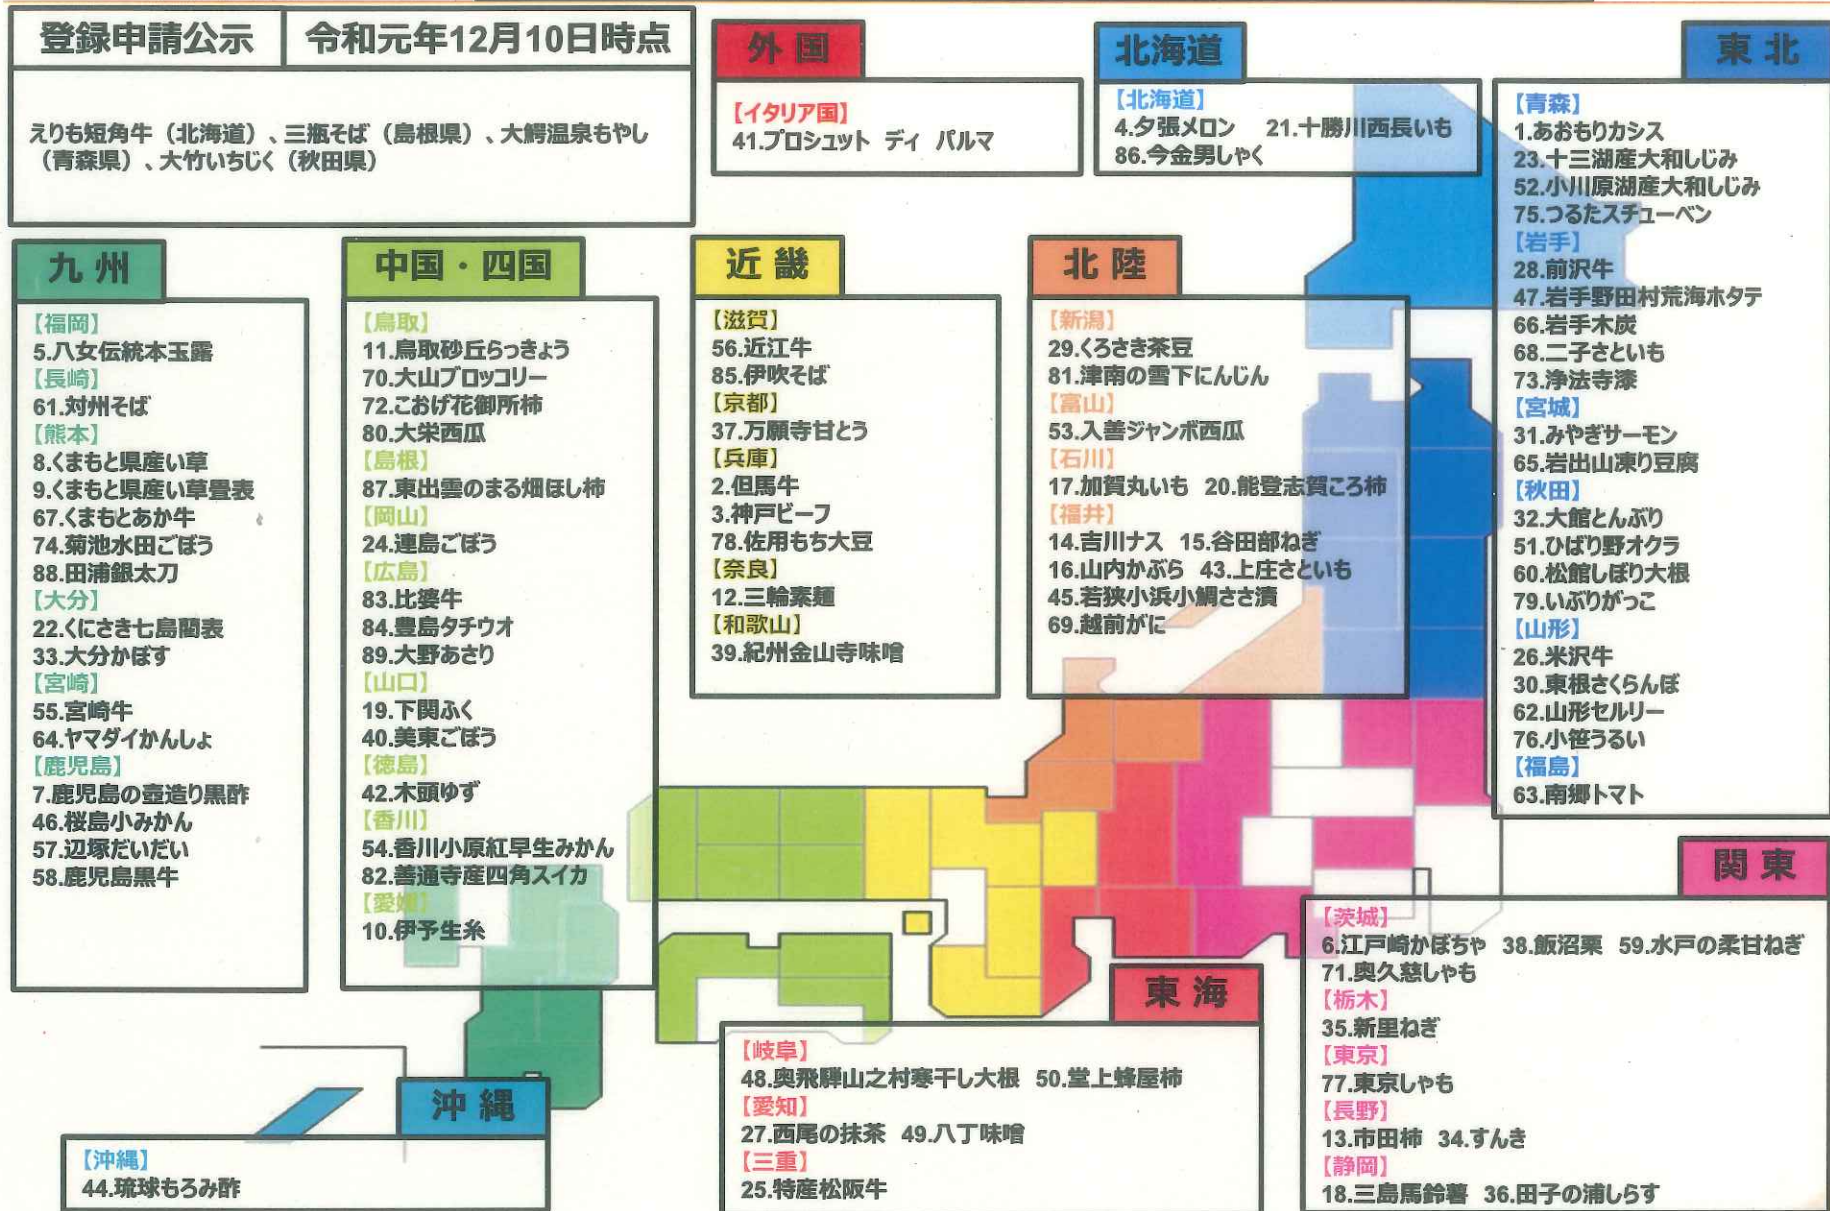 登録申請公示 令和元年12月10日時点
えりも短角牛（北海道）、三瓶そば（島根県）、大鰐温泉もやし
（青森県）、大竹いちじく（秋田県）
外国
【イタリア国】
41.プロシュット ディ パルマ
北海道
【北海道】
4.夕張メロン 21.十勝川西長いも
86.今金男しゃく
東北
【青森】
1.あおもりカシス
23.十三湖産大和しじみ
52.小川原湖産大和しじみ
75.つるたスチューベン
【岩手】
28.前沢牛
47.岩手野田村荒海ホタテ
66.岩手木炭
68.二子さといも
73.浄法寺漆
【宮城】
31.みやぎサーモン
65.岩出山凍り豆腐
【秋田】
32.大館とんぶり
51.ひばり野オクラ
60.松館しぼり大根
79.いぶりがっこ
【山形】
26.米沢牛
30.東根さくらんぼ
62.山形セルリー
76.小笹うるい
【福島】
63.南郷トマト
九州
【福岡】
5.八女伝統本玉露
【長崎】
61.対州そば
【熊本】
8.くまもと県産い草
9.くまもと県産い草畳表
67.くまもとあか牛
74.菊池水田ごぼう
88.田浦銀太刀
【大分】
22.くにさき七島藺表
33.大分かぼす
【宮崎】
55.宮崎牛
64.ヤマダイかんしょ
【鹿児島】
7.鹿児島の壺造り黒酢
46.桜島小みかん
57.辺塚だいだい
58.鹿児島黒牛
中国・四国
【鳥取】
11.鳥取砂丘らっきょう
70.大山ブロッコリー
72.こおげ花御所柿
80.大栄西瓜
【島根】
87.東出雲のまる畑ほし柿
【岡山】
24.連島ごぼう
【広島】
83.比婆牛
84.豊島タチウオ
89.大野あさり
【山口】
19.下関ふく
40.美東ごぼう
【徳島】
42.木頭ゆず
【香川】
54.香川小原紅早生みかん
82.善通寺産四角スイカ
【愛媛】
10.伊予生糸
近畿
【滋賀】
56.近江牛
85.伊吹そば
【京都】
37.万願寺甘とう
【兵庫】
2.但馬牛
3.神戸ビーフ
78.佐用もち大豆
【奈良】
12.三輪素麺
【和歌山】
39.紀州金山寺味噌
北陸
【新潟】
29.くろさき茶豆
81.津南の雪下にんじん
【富山】
53.入善ジャンボ西瓜
【石川】
17.加賀丸いも 20.能登志賀ころ柿
【福井】
14.吉川ナス 15.谷田部ねぎ
16.山内かぶら 43.上庄さといも
45.若狭小浜小鯛ささ漬
69.越前がに
関東
【茨城】
6.江戸崎かぼちゃ 38.飯沼栗 59.水戸の柔甘ねぎ
71.奥久慈しゃも
【栃木】
35.新里ねぎ
【東京】
77.東京しゃも
【長野】
13.市田柿 34.すんき
【静岡】
18.三島馬鈴薯 36.田子の浦しらす
東海
【岐阜】
48.奥飛騨山之村寒干し大根 50.堂上蜂屋柿
【愛知】
27.西尾の抹茶 49.八丁味噌
【三重】
25.特産松阪牛
沖縄
【沖縄】
44.琉球もろみ酢